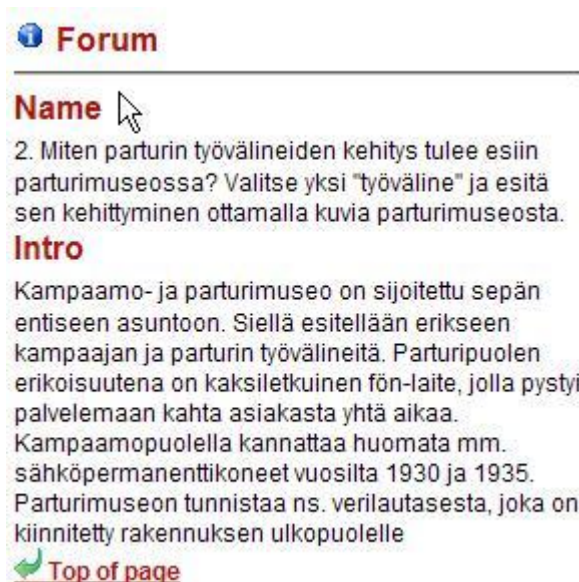 Forum
Name
2. Miten parturin työvälineiden kehitys tulee esiin
parturimuseossa? Valitse yksi "työväline" ja esitä
sen kehittyminen ottamalla kuvia parturimuseosta.
Intro
Kampaamo- ja parturimuseo on sijoitettu sepän
entiseen asuntoon. Siellä esitellään erikseen
kampaajan ja parturin työvälineitä. Parturipuolen
erikoisuutena on kaksiletkuinen fön-laite, jolla pystyi
palvelemaan kahta asiakasta yhtä aikaa.
Kampaamopuolella kannattaa huomata mm.
sähköpermanenttikoneet vuosilta 1930 ja 1935.
Parturimuseon tunnistaa ns. verilautasesta, joka on
kiinnitetty rakennuksen ulkopuolelle
Top of page